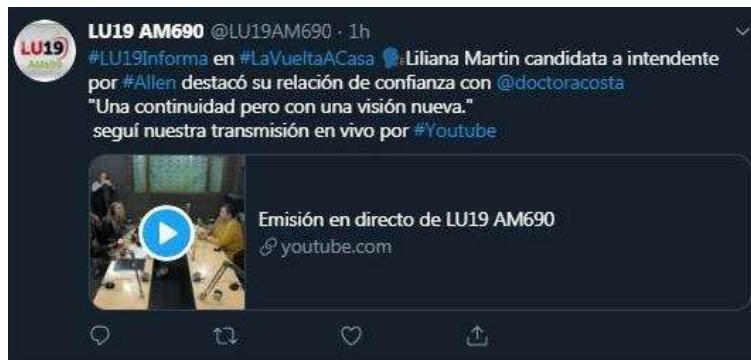 LU19 AM690 @LU19AM690 · 1h
#LU19Informa en #LaVueltaACasa 🗣️Liliana Martin candidata a intendente
por #Allen destacó su relación de confianza con @doctoracosta
"Una continuidad pero con una visión nueva."
seguí nuestra transmisión en vivo por #Youtube
LU19
AM690
Emisión en directo de LU19 AM690
youtube.com